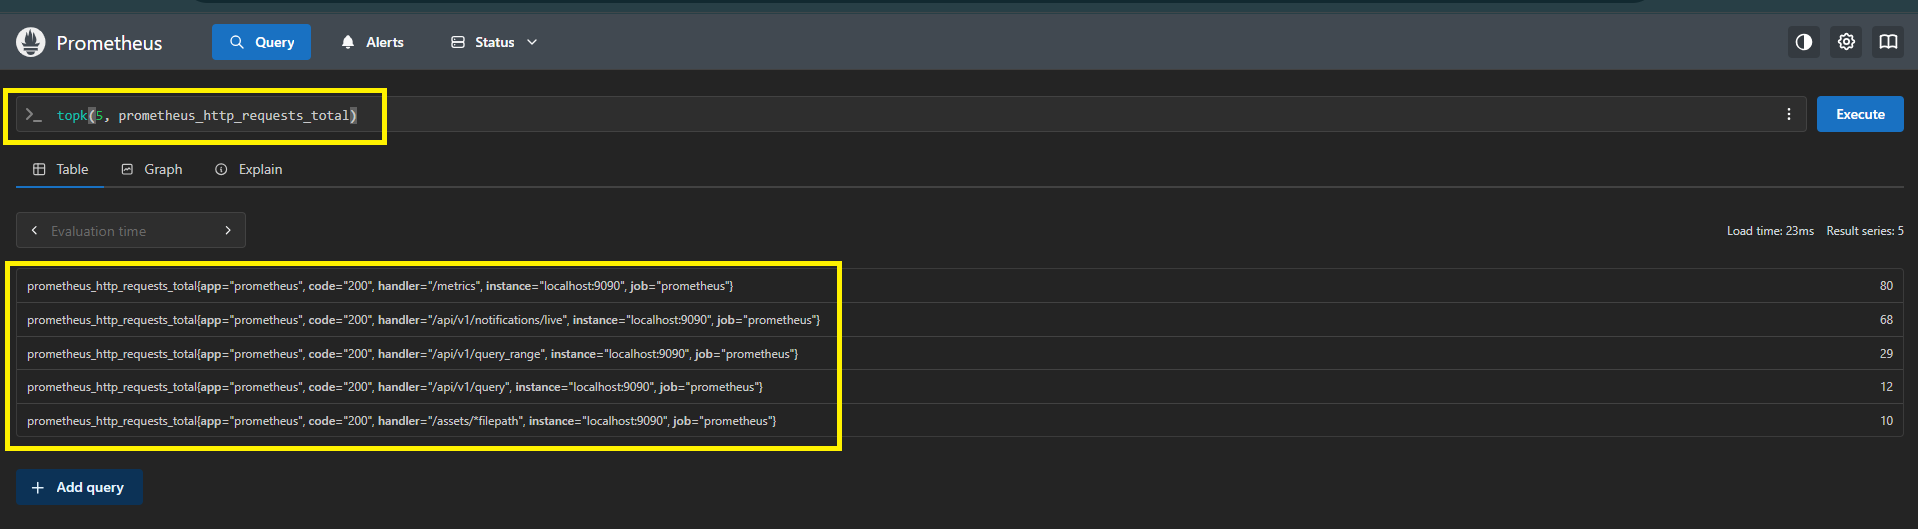 Prometheus Query Alerts Status
>_ topk(5, prometheus_http_requests_total) Execute
Table Graph Explain
Evaluation time Load time: 23ms Result series: 5
prometheus_http_requests_total{app="prometheus", code="200", handler="/metrics", instance="localhost:9090", job="prometheus"} 80
prometheus_http_requests_total{app="prometheus", code="200", handler="/api/v1/notifications/live", instance="localhost:9090", job="prometheus"} 68
prometheus_http_requests_total{app="prometheus", code="200", handler="/api/v1/query_range", instance="localhost:9090", job="prometheus"} 29
prometheus_http_requests_total{app="prometheus", code="200", handler="/api/v1/query", instance="localhost:9090", job="prometheus"} 12
prometheus_http_requests_total{app="prometheus", code="200", handler="/assets/*filepath", instance="localhost:9090", job="prometheus"} 10
+ Add query